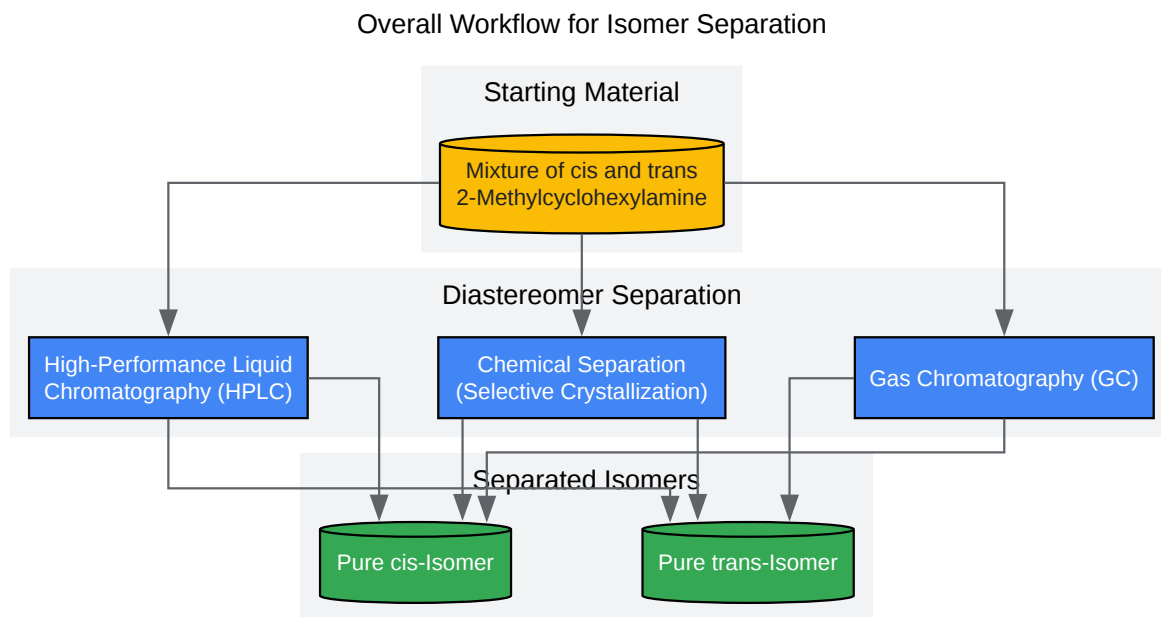 Overall Workflow for Isomer Separation
Starting Material
Mixture of cis and trans
2-Methylcyclohexylamine
Diastereomer Separation
High-Performance Liquid
Chromatography (HPLC)
Chemical Separation
(Selective Crystallization)
Gas Chromatography (GC)
Separated Isomers
Pure cis-Isomer
Pure trans-Isomer